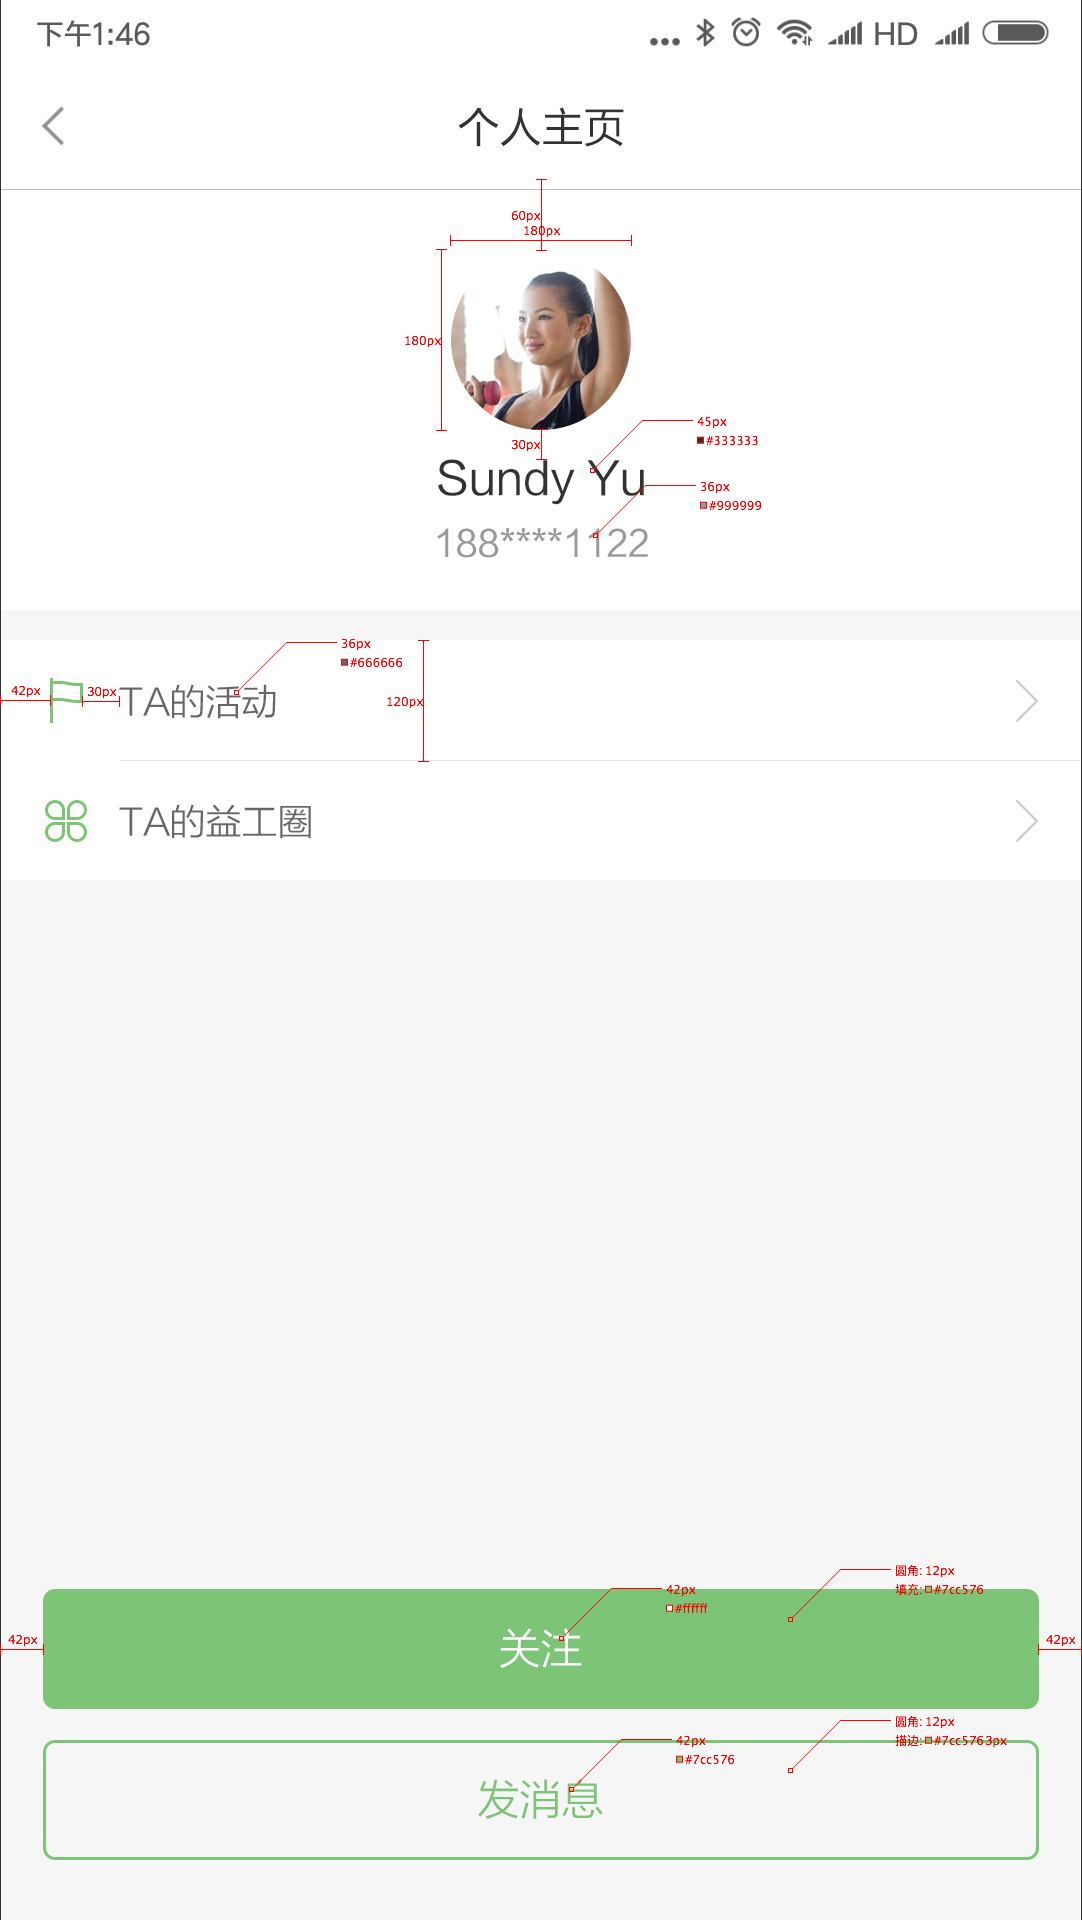 下午1:46
HD
个人主页
60px
180px
180px
30px
45px
#333333
Sundy Yu
36px
#999999
188****1122
36px
#666666
42px
30px
TA的活动
120px
TA的益工圈
圆角: 12px
填充: #7cc576
42px
#ffffff
42px
关注
42px
圆角: 12px
描边: #7cc5763px
42px
#7cc576
发消息